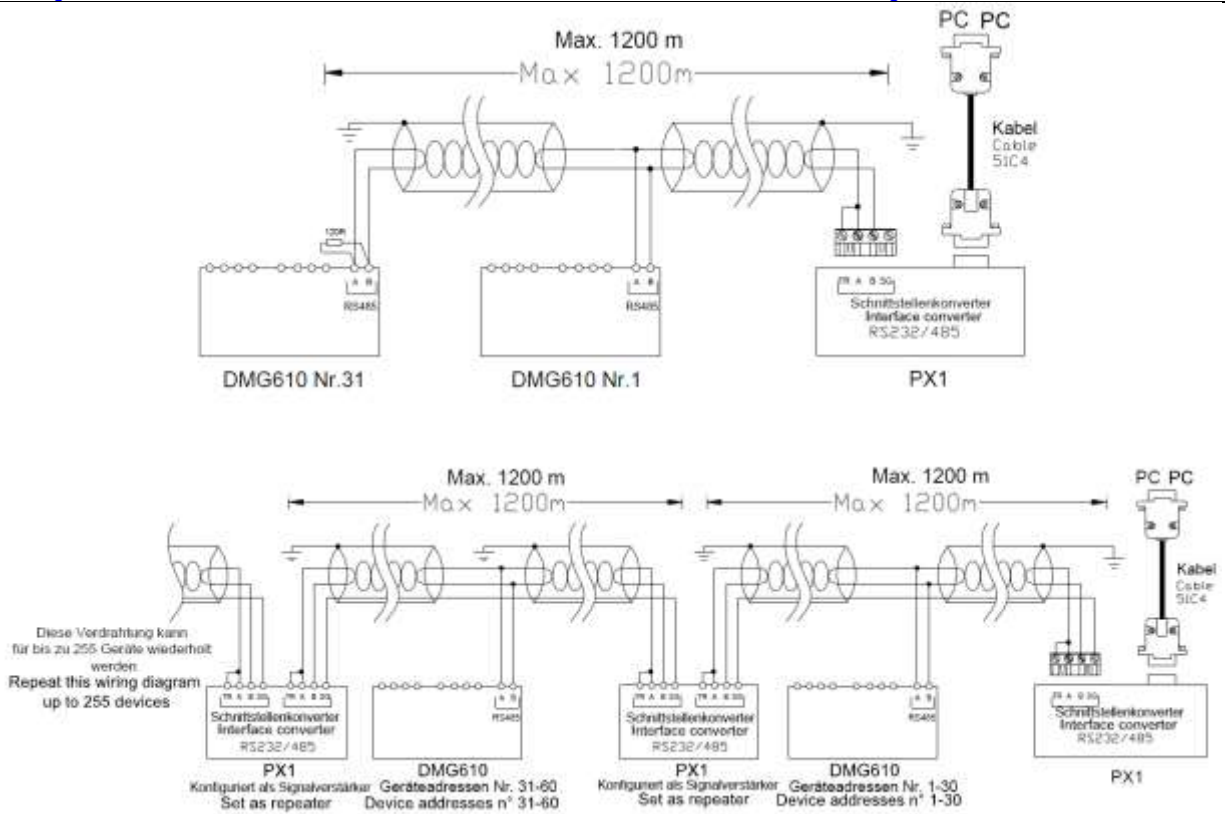 PC PC
Max. 1200 m
Max 1200m
Kabel
Cable
51C4
120R
A B
RS485
A B
RS485
TR A B SG
Schnittstellenkonverter
Interface converter
RS232/485
DMG610 Nr.31
DMG610 Nr.1
PX1
Max. 1200 m
Max 1200m
Max. 1200 m
Max 1200m
PC PC
Kabel
Cable
51C4
Diese Verdrahtung kann
für bis zu 255 Geräte wiederholt
werden
Repeat this wiring diagram
up to 255 devices
TR A B SG
TR A B SG
Schnittstellenkonverter
Interface converter
RS232/485
A B
RS485
TR A B SG
TR A B SG
Schnittstellenkonverter
Interface converter
RS232/485
A B
RS485
TR A B SG
Schnittstellenkonverter
Interface converter
RS232/485
PX1
Konfiguriert als Signalverstärker
Set as repeater
DMG610
Geräteadressen Nr. 31-60
Device addresses n° 31-60
PX1
Konfiguriert als Signalverstärker
Set as repeater
DMG610
Geräteadressen Nr. 1-30
Device addresses n° 1-30
PX1